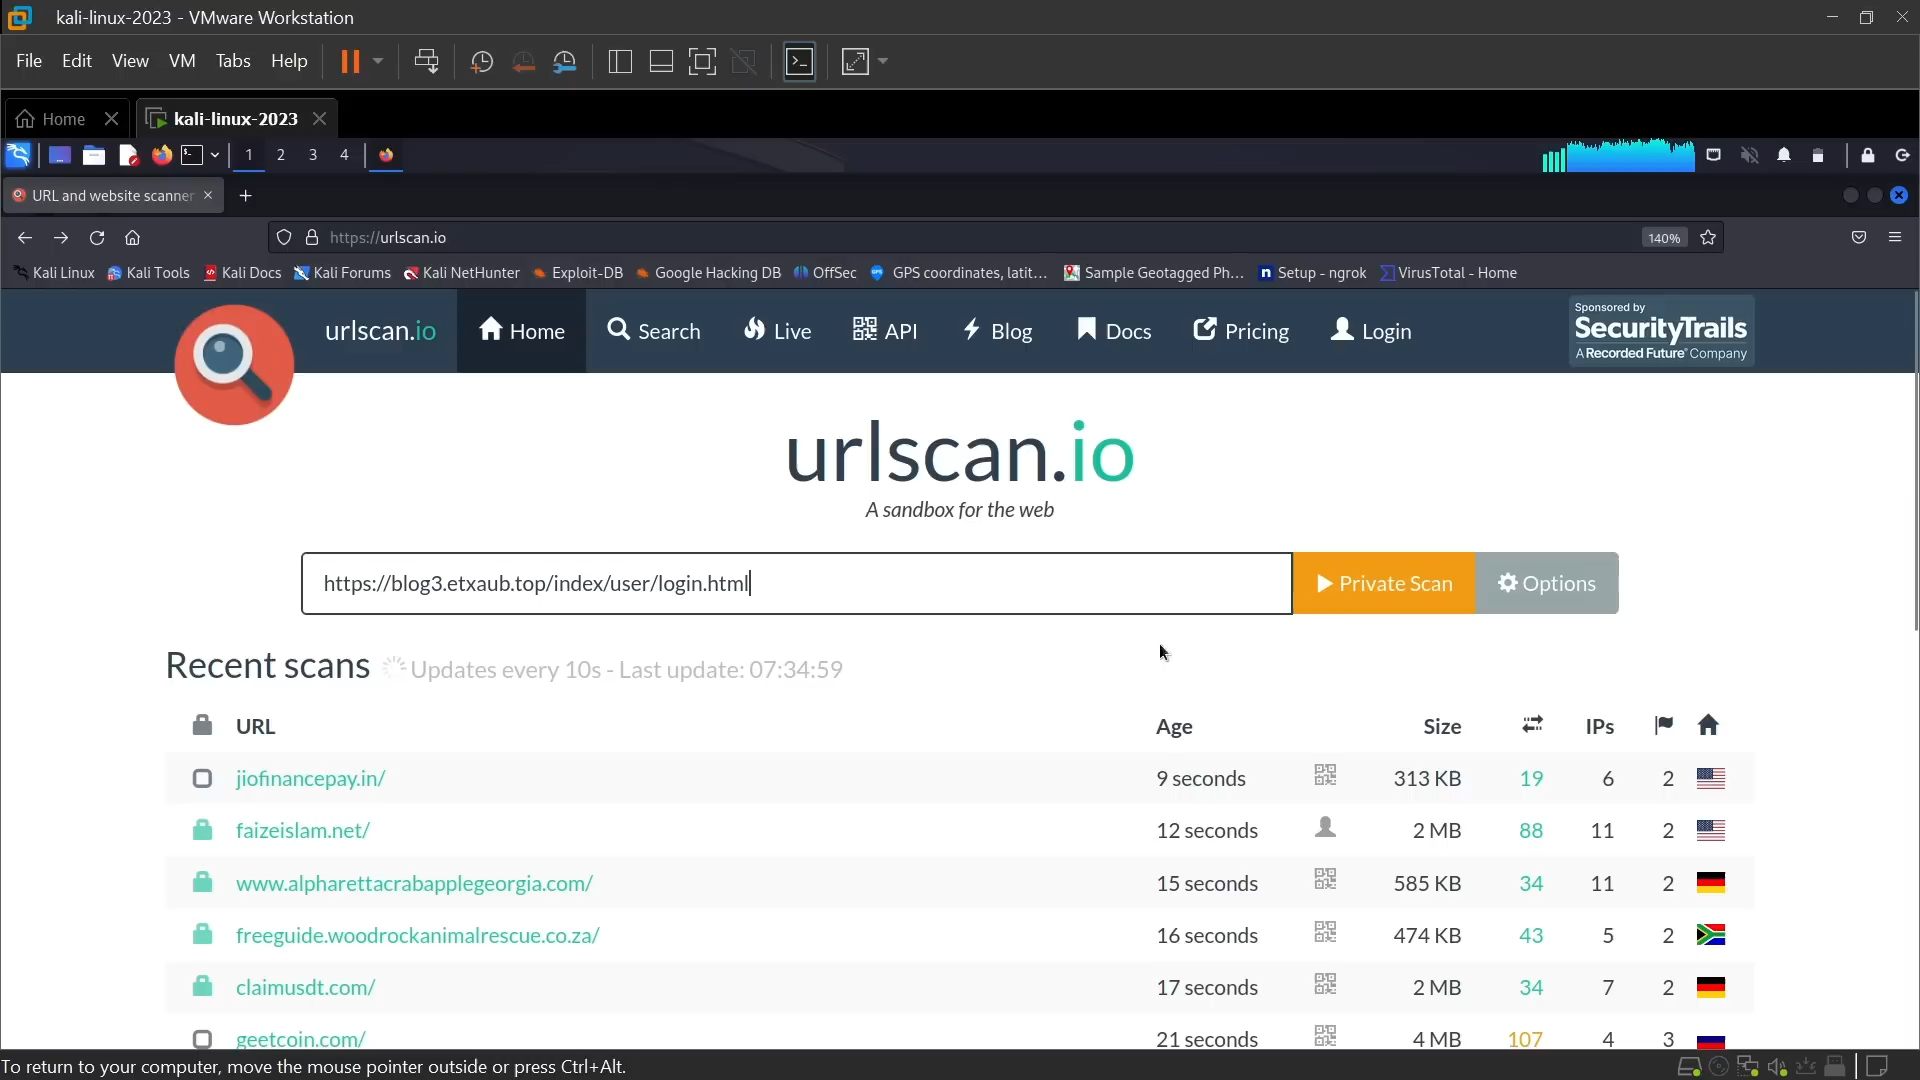 kali-linux-2023 - VMware Workstation
File Edit View VM Tabs Help
Home kali-linux-2023
1 2 3 4
URL and website scanner
https://urlscan.io 140%
Kali Linux Kali Tools Kali Docs Kali Forums Kali NetHunter Exploit-DB Google Hacking DB OffSec GPS coordinates, latit... Sample Geotagged Ph... Setup - ngrok VirusTotal - Home
urlscan.io Home Search Live API Blog Docs Pricing Login
Sponsored by
SecurityTrails
A Recorded Future® Company
urlscan.io
A sandbox for the web
https://blog3.etxaub.top/index/user/login.html Private Scan Options
Recent scans Updates every 10s - Last update: 07:34:59
URL Age Size IPs
jiofinancepay.in/ 9 seconds 313 KB 19 6 2
faizeislam.net/ 12 seconds 2 MB 88 11 2
www.alpharettacrabapplegeorgia.com/ 15 seconds 585 KB 34 11 2
freeguide.woodrockanimalrescue.co.za/ 16 seconds 474 KB 43 5 2
claimusdt.com/ 17 seconds 2 MB 34 7 2
geetcoin.com/ 21 seconds 4 MB 107 4 3
To return to your computer, move the mouse pointer outside or press Ctrl+Alt.